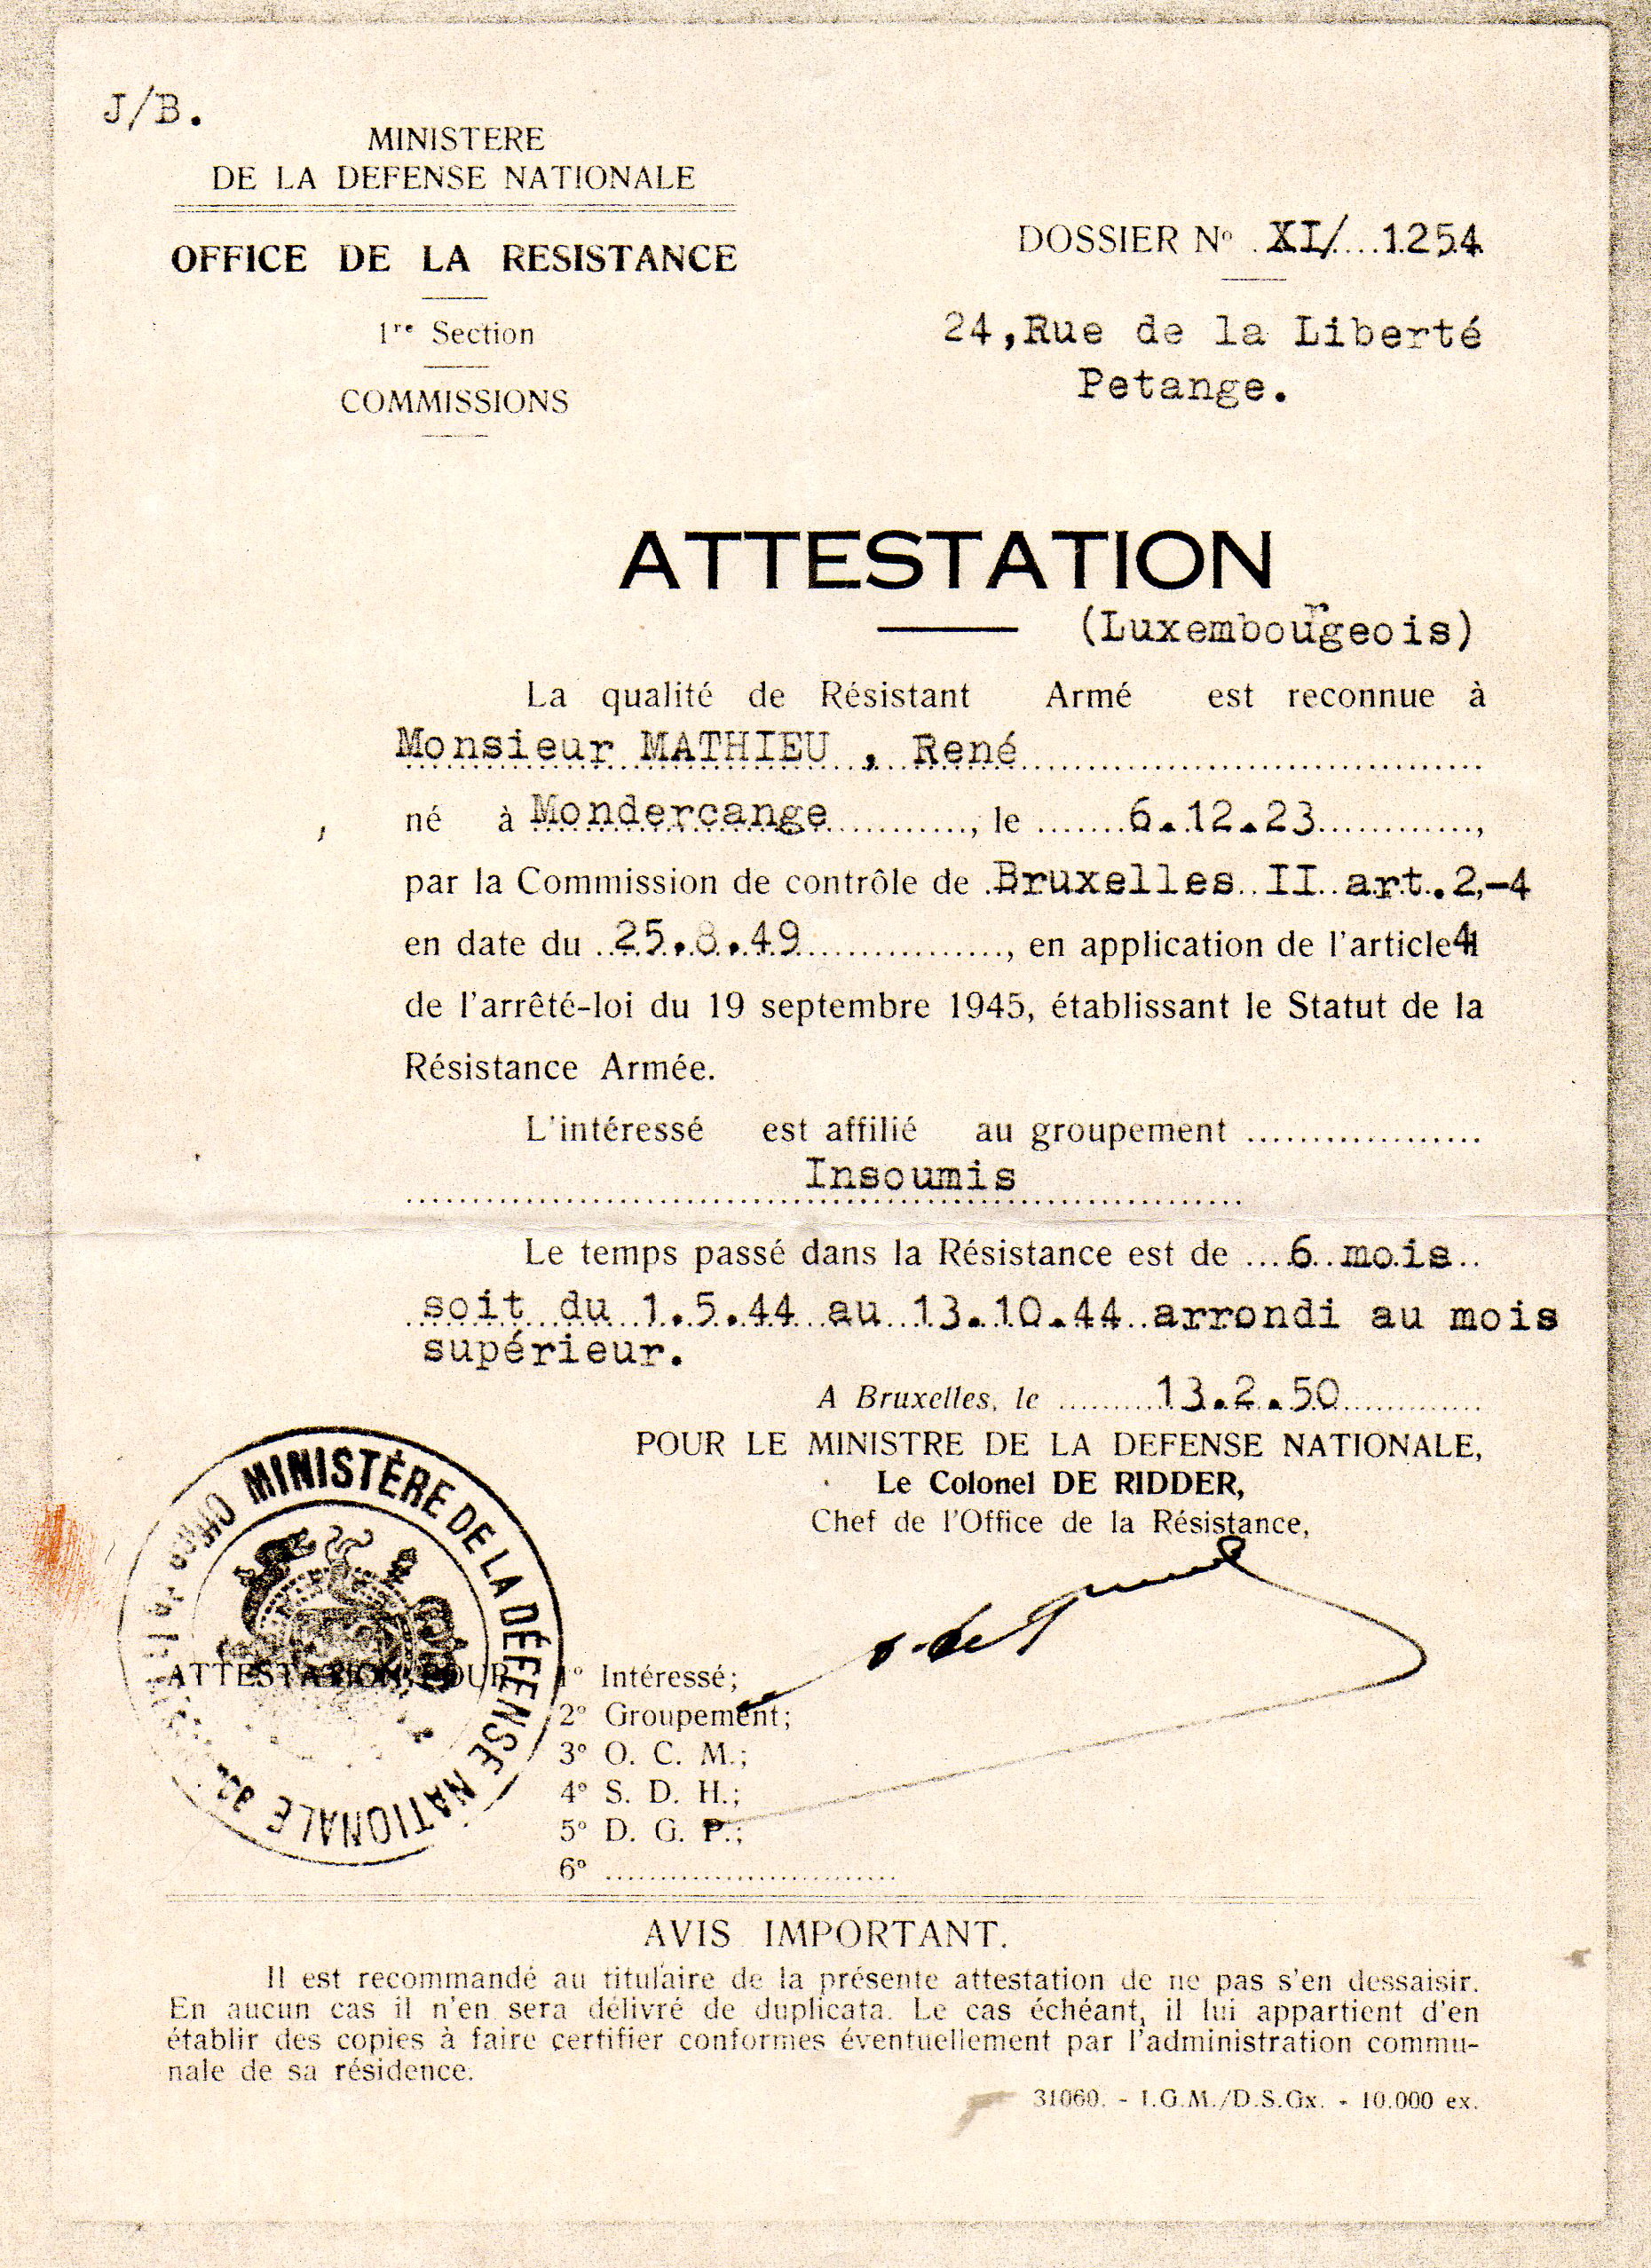 J/B.
MINISTERE
DE LA DEFENSE NATIONALE
OFFICE DE LA RESISTANCE
1re Section
COMMISSIONS
DOSSIER N° XI/ 1254
24,Rue de la Liberté
Petange.
ATTESTATION
(Luxembourgeois)
La qualité de Résistant Armé est reconnue à
Monsieur MATHIEU , René
né à Mondercange, le 6.12.23,
par la Commission de contrôle de Bruxelles II art.2,-4
en date du 25.8.49, en application de l'article 4
de l'arrêté-loi du 19 septembre 1945, établissant le Statut de la
Résistance Armée.
L'intéressé est affilié au groupement
Insoumis
Le temps passé dans la Résistance est de 6 mois
soit du 1.5.44 au 13.10.44 arrondi au mois
supérieur.
A Bruxelles, le 13.2.50
POUR LE MINISTRE DE LA DEFENSE NATIONALE,
Le Colonel DE RIDDER,
Chef de l'Office de la Résistance,
MINISTÈRE DE LA DÉFENSE NATIONALE
ATTESTATION POUR 1° Intéressé;
2° Groupement;
3° O. C. M.;
4° S. D. H.;
5° D. G. P.;
6°
AVIS IMPORTANT.
Il est recommandé au titulaire de la présente attestation de ne pas s'en dessaisir.
En aucun cas il n'en sera délivré de duplicata. Le cas échéant, il lui appartient d'en
établir des copies à faire certifier conformes éventuellement par l'administration commu-
nale de sa résidence.
31060. - I.G.M./D.S.Gx. - 10.000 ex.